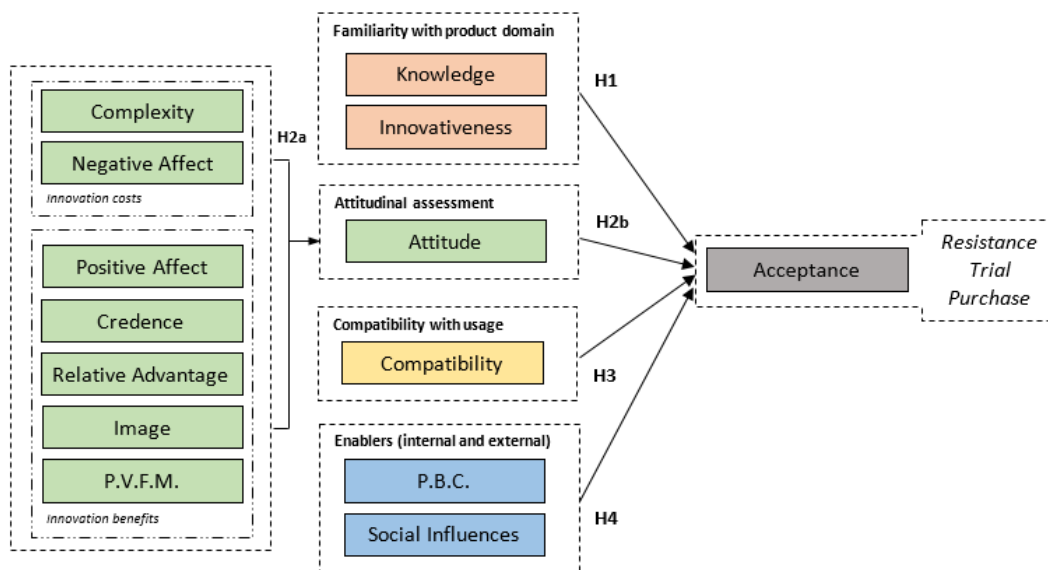 Complexity
Negative Affect
Innovation costs
Positive Affect
Credence
Relative Advantage
Image
P.V.F.M.
Innovation benefits
H2a
Familiarity with product domain
Knowledge
Innovativeness
Attitudinal assessment
Attitude
Compatibility with usage
Compatibility
Enablers (internal and external)
P.B.C.
Social Influences
H1
H2b
H3
H4
Acceptance
Resistance
Trial
Purchase